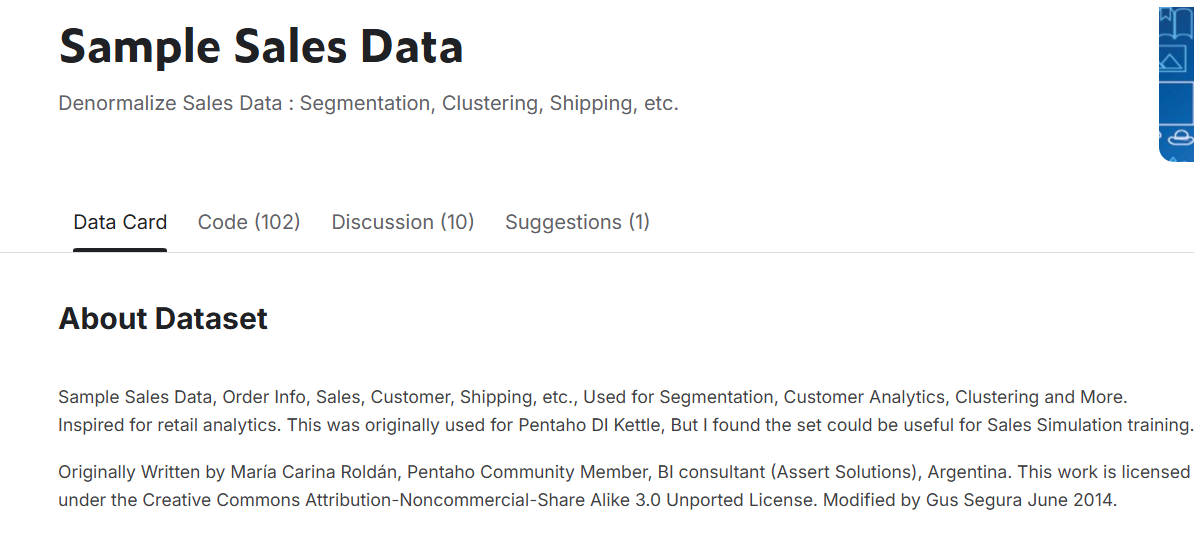 Sample Sales Data
Denormalize Sales Data : Segmentation, Clustering, Shipping, etc.
Data Card Code (102) Discussion (10) Suggestions (1)
About Dataset
Sample Sales Data, Order Info, Sales, Customer, Shipping, etc., Used for Segmentation, Customer Analytics, Clustering and More.
Inspired for retail analytics. This was originally used for Pentaho DI Kettle, But I found the set could be useful for Sales Simulation training.
Originally Written by María Carina Roldán, Pentaho Community Member, BI consultant (Assert Solutions), Argentina. This work is licensed
under the Creative Commons Attribution-Noncommercial-Share Alike 3.0 Unported License. Modified by Gus Segura June 2014.